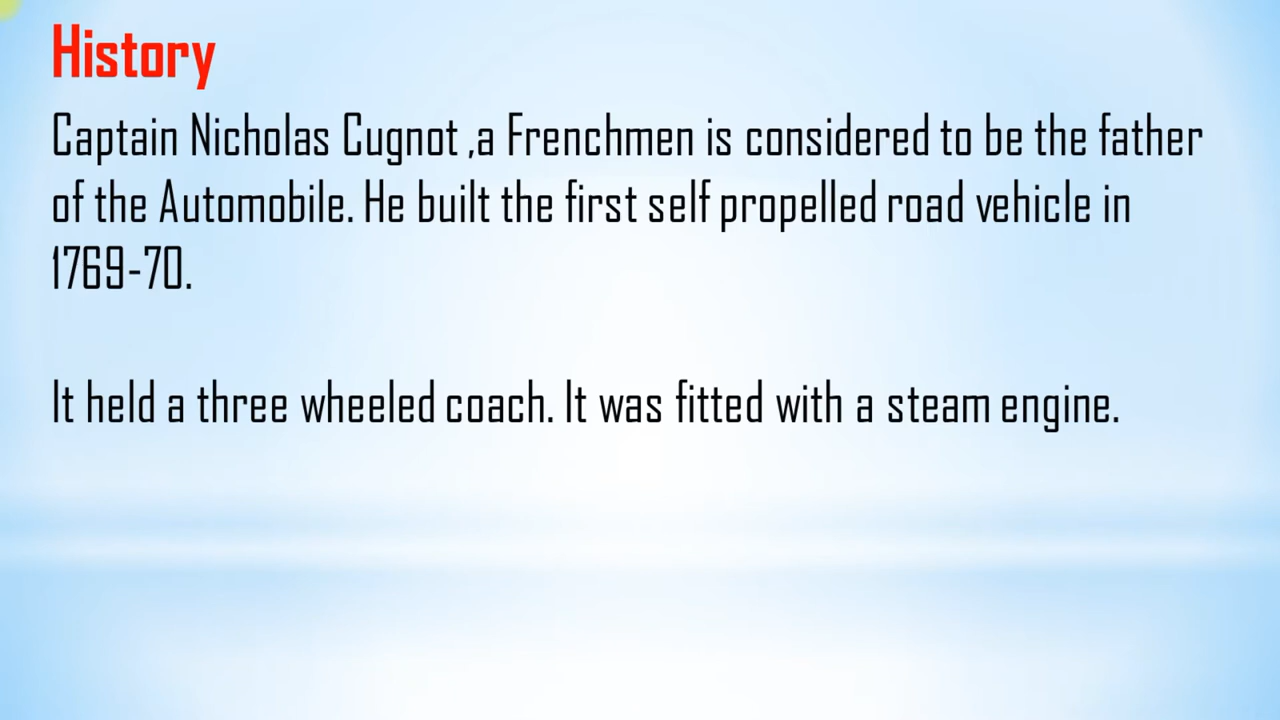 History
Captain Nicholas Cugnot ,a Frenchmen is considered to be the father
of the Automobile. He built the first self propelled road vehicle in
1769-70.
It held a three wheeled coach. It was fitted with a steam engine.